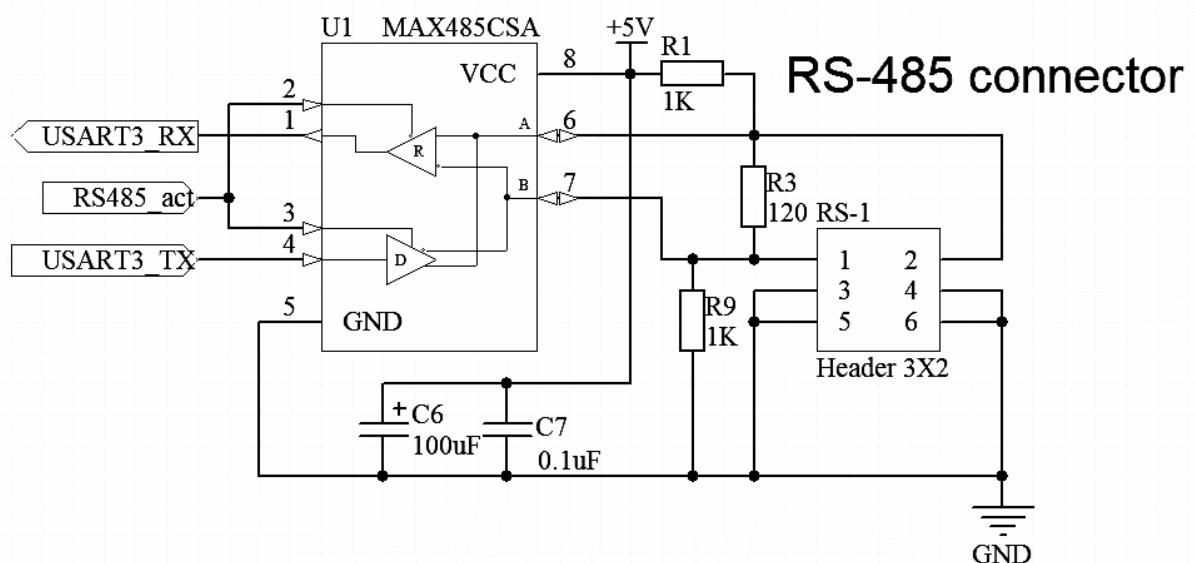 U1 MAX485CSA
+5V
R1
1K
RS-485 connector
VCC
8
2
1
USART3_RX
A
6
R
RS485_act
B
7
R3
120
RS-1
3
4
USART3_TX
D
1 2
3 4
5 6
5
GND
R9
1K
Header 3X2
+
C6
100uF
C7
0.1uF
GND